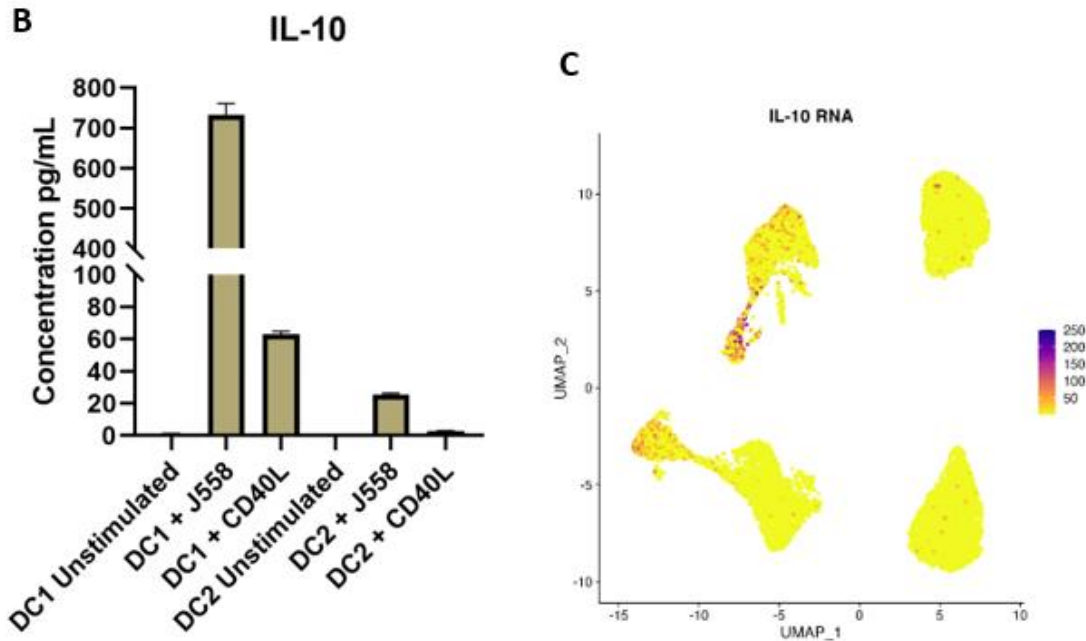 B
IL-10
Concentration pg/mL
800
700
600
500
400
100
80
60
40
20
0
DC1 Unstimulated
DC1 + J558
DC1 + CD40L
DC2 Unstimulated
DC2 + J558
DC2 + CD40L
C
IL-10 RNA
UMAP_2
10
5
0
-5
-10
-15
-10
-5
0
5
10
UMAP_1
250
200
150
100
50